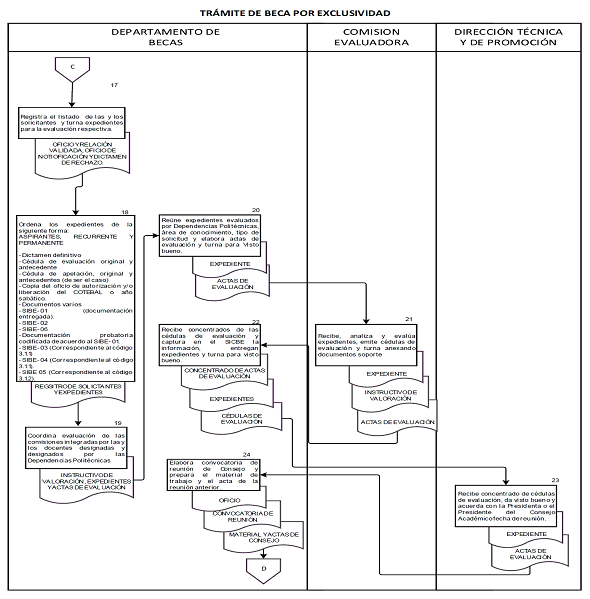 TRÁMITE DE BECA POR EXCLUSIVIDAD
DEPARTAMENTO DE
BECAS
COMISION
EVALUADORA
DIRECCIÓN TÉCNICA
Y DE PROMOCIÓN
C
17
Registra el listado de las y los
solicitantes y turna expedientes
para la evaluación respectiva.
OFICIO Y RELACIÓN
VALIDADA, OFICIO DE
NOTIOFICACIÓN Y DICTAMEN
DE RECHAZO.
18
Ordena los expedientes de la
siguiente forma:
ASPIRANTES, RECURRENTE Y
PERMANENTE
- Dictamen definitivo
- Cédula de evaluación original y
antecedente
- Cédula de apelación, original y
antecedentes (de ser el caso)
- Copia del oficio de autorización y/o
liberación del COTEBAL o año
sabático.
- Documentos varios
- SIBE-01 (documentación
entregada).
- SIBE-02
- SIBE-06
- Documentación probatoria
codificada de acuerdo al SIBE-01.
- SIBE-03 (Correspondiente al código
3.1.)
- SIBE-04 (Correspondiente al código
3.11).
- SIBE 05 (Correspondiente al código
3.12)
REGSITRO DE SOLICITANTES
Y EXPEDIENTES
19
Coordina evaluación de las
comisiones integradas por las y
los docentes designadas y
designados por las
Dependencias Politécnicas
INSTRUCTIVO DE
VALORACIÓN, EXPEDIENTES
Y ACTAS DE EVALUACIÓN
20
Reúne expedientes evaluados
por Dependencias Politécnicas,
área de conocimiento, tipo de
solicitud y elabora actas de
evaluación y turna para Visto
bueno.
EXPEDIENTE
ACTAS DE
EVALUACIÓN
21
Recibe, analiza y evalúa
expedientes, emite cédulas de
evaluación y turna anexando
documentos soporte
EXPEDIENTE
INSTRUCTIVO DE
VALORACIÓN
ACTAS DE EVALUACIÓN
22
Recibe concentrados de las
cédulas de evaluación y
captura en el SICBE la
información, entregan
expedientes y turna para visto
bueno.
CONCENTRADO DE ACTAS
DE EVALUACIÓN
EXPEDIENTES
CÉDULAS DE
EVALUACIÓN
23
Recibe concentrado de cédulas
de evaluación, da visto bueno y
acuerda con la Presidenta o el
Presidente del Consejo
Académico fecha de reunión.
EXPEDIENTE
ACTAS DE
EVALUACIÓN
24
Elabora convocatoria de
reunión de Consejo y
prepara el material de
trabajo y el acta de la
reunión anterior.
OFICIO
CONVOCATORIA DE
REUNIÓN
MATERIAL Y ACTAS DE
CONSEJO
D